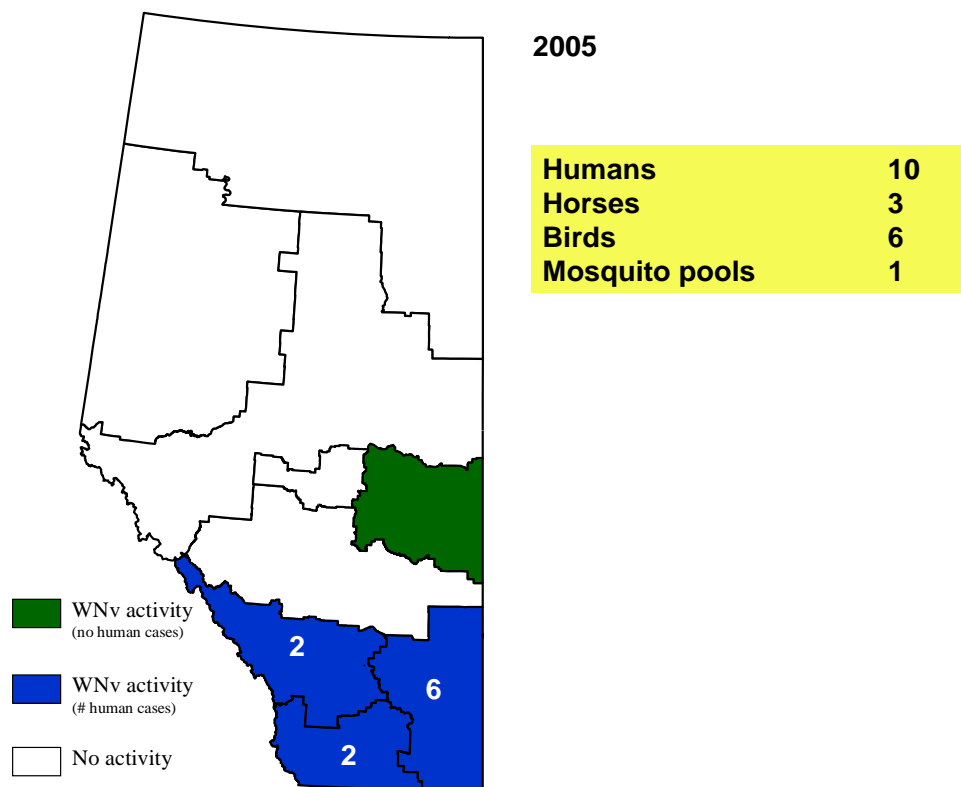 2005
Humans 10
Horses 3
Birds 6
Mosquito pools 1
WNv activity
(no human cases)
2
WNv activity
(# human cases)
6
No activity
2